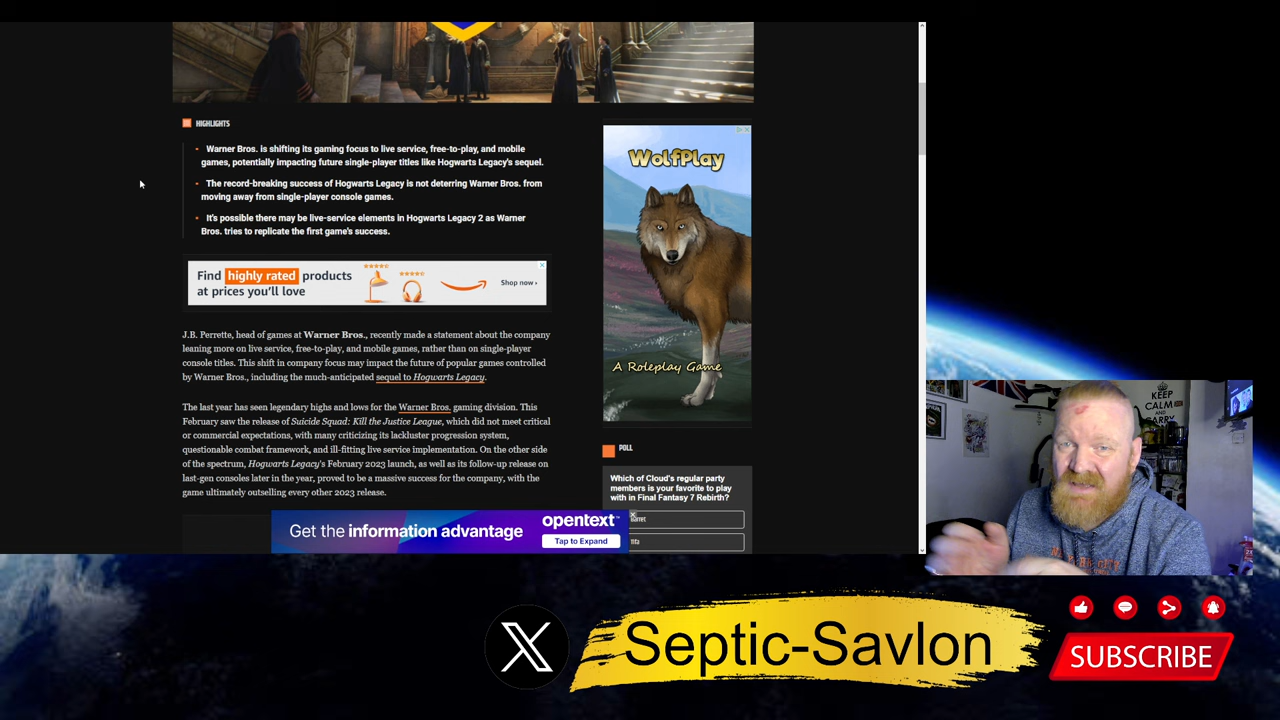 HIGHLIGHTS
Warner Bros. is shifting its gaming focus to live service, free-to-play, and mobile
games, potentially impacting future single-player titles like Hogwarts Legacy's sequel.
The record-breaking success of Hogwarts Legacy is not deterring Warner Bros. from
moving away from single-player console games.
It's possible there may be live-service elements in Hogwarts Legacy 2 as Warner
Bros. tries to replicate the first game's success.
Find highly rated products
at prices you'll love
Shop now ›
J.B. Perrette, head of games at Warner Bros., recently made a statement about the company
leaning more on live service, free-to-play, and mobile games, rather than on single-player
console titles. This shift in company focus may impact the future of popular games controlled
by Warner Bros., including the much-anticipated sequel to Hogwarts Legacy.
The last year has seen legendary highs and lows for the Warner Bros. gaming division. This
February saw the release of Suicide Squad: Kill the Justice League, which did not meet critical
or commercial expectations, with many criticizing its lackluster progression system,
questionable combat framework, and ill-fitting live service implementation. On the other side
of the spectrum, Hogwarts Legacy's February 2023 launch, as well as its follow-up release on
last-gen consoles later in the year, proved to be a massive success for the company, with the
game ultimately outselling every other 2023 release.
WOLFPLAY
A Roleplay Game
POLL
Which of Cloud's regular party
members is your favorite to play
with in Final Fantasy 7 Rebirth?
Get the information advantage
opentext™
Tap to Expand
KEEP
CALM
AND
CARRY
X
Septic-Savlon
SUBSCRIBE